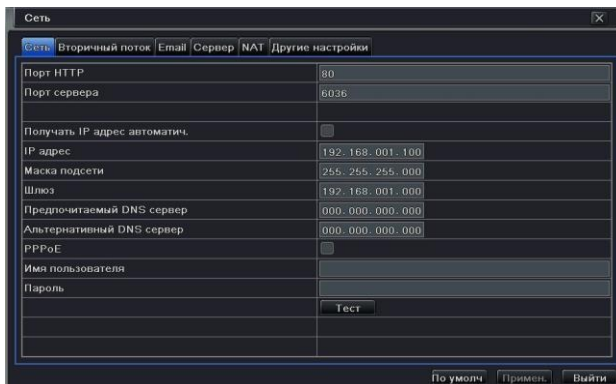 Сеть
Сеть Вторичный поток Email Сервер NAT Другие настройки
Порт HTTP 80
Порт сервера 6036
Получать IP адрес автоматич.
IP адрес 192.168.001.100
Маска подсети 255.255.255.000
Шлюз 192.168.001.000
Предпочитаемый DNS сервер 000.000.000.000
Альтернативный DNS сервер 000.000.000.000
PPPoE
Имя пользователя
Пароль
Тест
По умолч Примен. Выйти